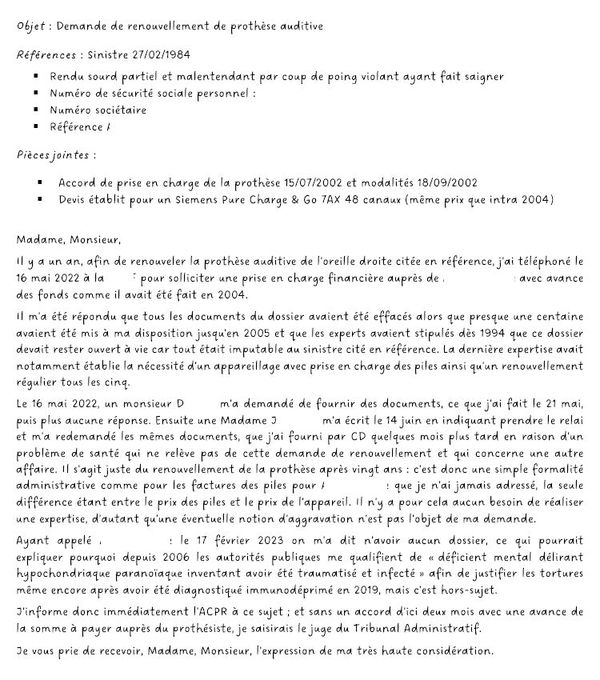 Objet : Demande de renouvellement de prothèse auditive
Références : Sinistre 27/02/1984
▪ Rendu sourd partiel et malentendant par coup de poing violant ayant fait saigner
▪ Numéro de sécurité sociale personnel :
▪ Numéro sociétaire
▪ Référence
Pièces jointes :
▪ Accord de prise en charge de la prothèse 15/07/2002 et modalités 18/09/2002
▪ Devis établit pour un Siemens Pure Charge & Go 7AX 48 canaux (même prix que intra 2004)
Madame, Monsieur,
Il y a un an, afin de renouveler la prothèse auditive de l'oreille droite citée en référence, j'ai téléphoné le
16 mai 2022 à la pour solliciter une prise en charge financière auprès de avec avance
des fonds comme il avait été fait en 2004.
Il m'a été répondu que tous les documents du dossier avaient été effacés alors que presque une centaine
avaient été mis à ma disposition jusqu'en 2005 et que les experts avaient stipulés dès 1994 que ce dossier
devait rester ouvert à vie car tout était imputable au sinistre cité en référence. La dernière expertise avait
notamment établie la nécessité d'un appareillage avec prise en charge des piles ainsi qu'un renouvellement
régulier tous les cinq.
Le 16 mai 2022, un monsieur D m'a demandé de fournir des documents, ce que j'ai fait le 21 mai,
puis plus aucune réponse. Ensuite une Madame J m'a écrit le 14 juin en indiquant prendre le relai
et m'a redemandé les mêmes documents, que j'ai fourni par CD quelques mois plus tard en raison d'un
problème de santé qui ne relève pas de cette demande de renouvellement et qui concerne une autre
affaire. Il s'agit juste du renouvellement de la prothèse après vingt ans : c'est donc une simple formalité
administrative comme pour les factures des piles pour : que je n'ai jamais adressé, la seule
différence étant entre le prix des piles et le prix de l'appareil. Il n'y a pour cela aucun besoin de réaliser
une expertise, d'autant qu'une éventuelle notion d'aggravation n'est pas l'objet de ma demande.
Ayant appelé : le 17 février 2023 on m'a dit n'avoir aucun dossier, ce qui pourrait
expliquer pourquoi depuis 2006 les autorités publiques me qualifient de « déficient mental délirant
hypochondriaque paranoïaque inventant avoir été traumatisé et infecté » afin de justifier les tortures
même encore après avoir été diagnostiqué immunodéprimé en 2019, mais c'est hors-sujet.
J'informe donc immédiatement l'ACPR à ce sujet ; et sans un accord d'ici deux mois avec une avance de
la somme à payer auprès du prothésiste, je saisirais le juge du Tribunal Administratif.
Je vous prie de recevoir, Madame, Monsieur, l'expression de ma très haute considération.